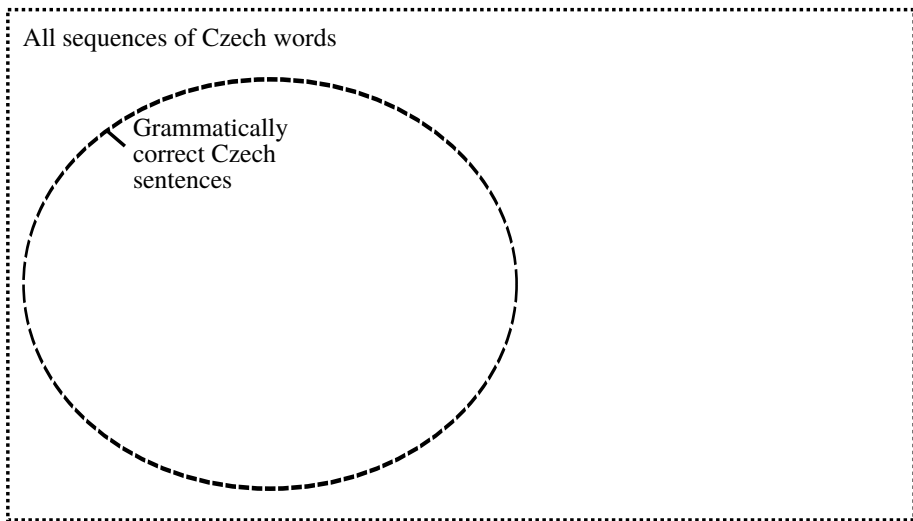 All sequences of Czech words
Grammatically
correct Czech
sentences